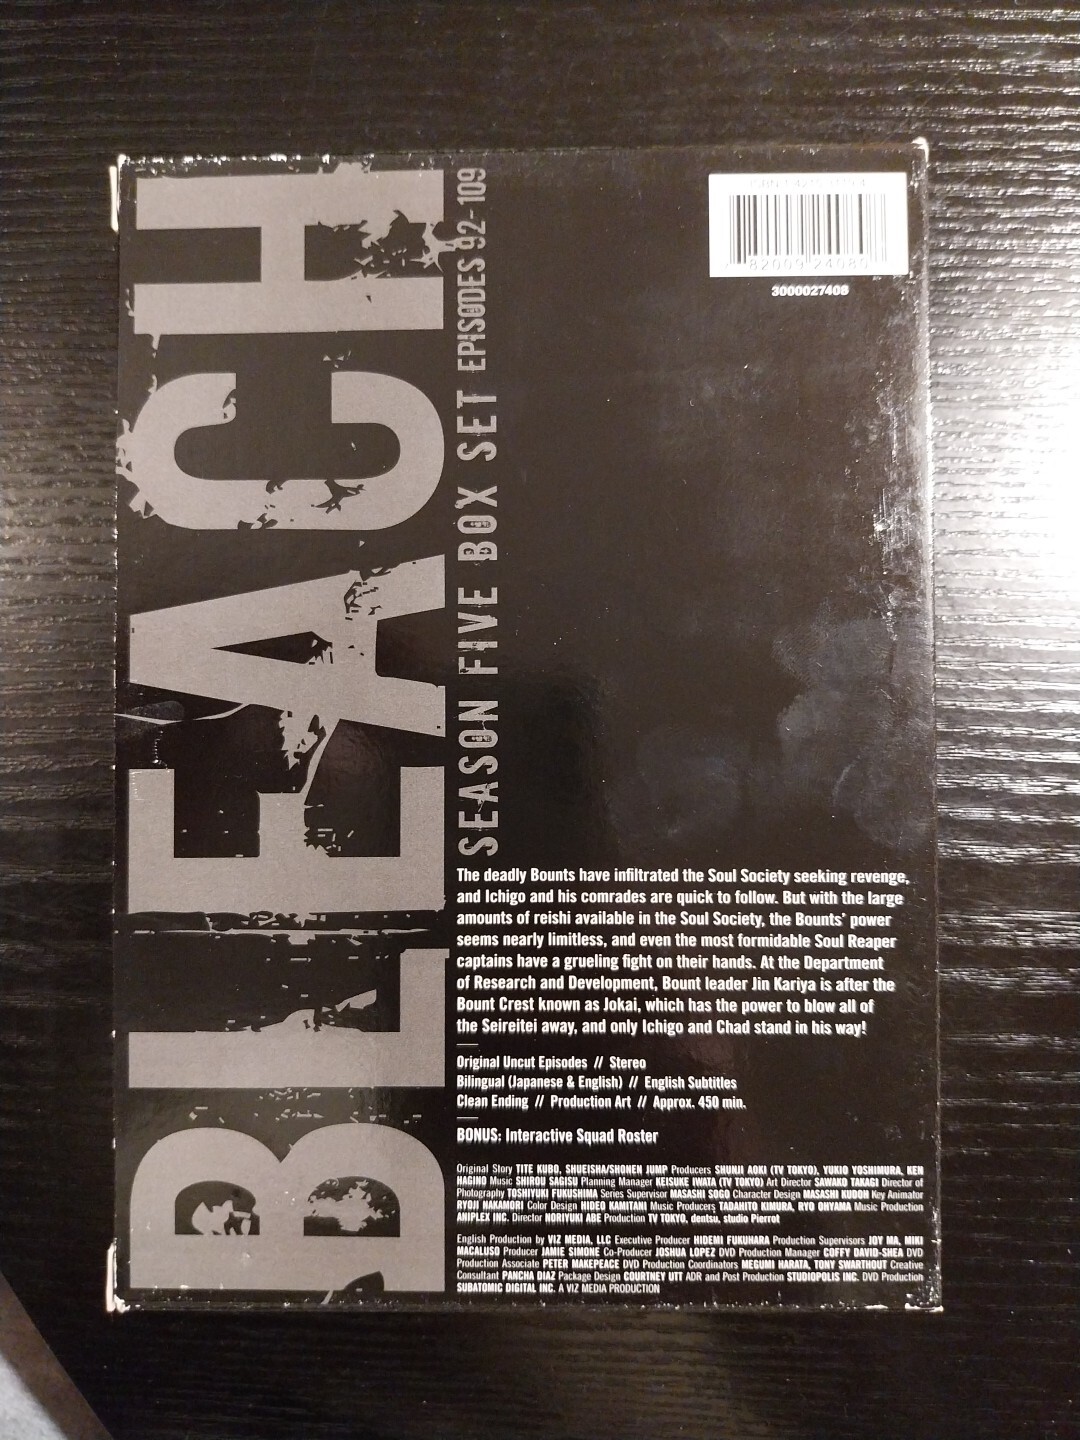 BLEACH
SEASON FIVE BOX SET EPISODES 92-109
82009 24080
3000027408
The deadly Bounts have infiltrated the Soul Society seeking revenge,
and Ichigo and his comrades are quick to follow. But with the large
amounts of reishi available in the Soul Society, the Bounts' power
seems nearly limitless, and even the most formidable Soul Reaper
captains have a grueling fight on their hands. At the Department
of Research and Development, Bount leader Jin Kariya is after the
Bount Crest known as Jokai, which has the power to blow all of
the Seireitei away, and only Ichigo and Chad stand in his way!
Original Uncut Episodes // Stereo
Bilingual (Japanese & English) // English Subtitles
Clean Ending // Production Art // Approx. 450 min.
BONUS: Interactive Squad Roster
Original Story TITE KUBO, SHUEISHA/SHONEN JUMP Producers SHUNJI AOKI (TV TOKYO), YUKIO YOSHIMURA, KEN
HAGINO Music SHIROU SAGISU Planning Manager KEISUKE IWATA (TV TOKYO) Art Director SAWAKO TAKAGI Director of
Photography TOSHIYUKI FUKUSHIMA Series Supervisor MASASHI SOGO Character Design MASASHI KUDOH Key Animator
RYOJI NAKAMORI Color Design HIDEO KAMITANI Music Producers TADAHITO KIMURA, RYO OHYAMA Music Production
ANIPLEX INC. Director NORIYUKI ABE Production TV TOKYO, dentsu, studio Pierrot
English Production by VIZ MEDIA, LLC Executive Producer HIDEMI FUKUHARA Production Supervisors JOY MA, MIKI
MACALUSO Producer JAMIE SIMONE Co-Producer JOSHUA LOPEZ DVD Production Manager COFFY DAVID-SHEA DVD
Production Associate PETER MAKEPEACE DVD Production Coordinators MEGUMI HARATA, TONY SWARTHOUT Creative
Consultant PANCHA DIAZ Package Design COURTNEY UTT ADR and Post Production STUDIOPOLIS INC. DVD Production
SUBATOMIC DIGITAL INC. A VIZ MEDIA PRODUCTION